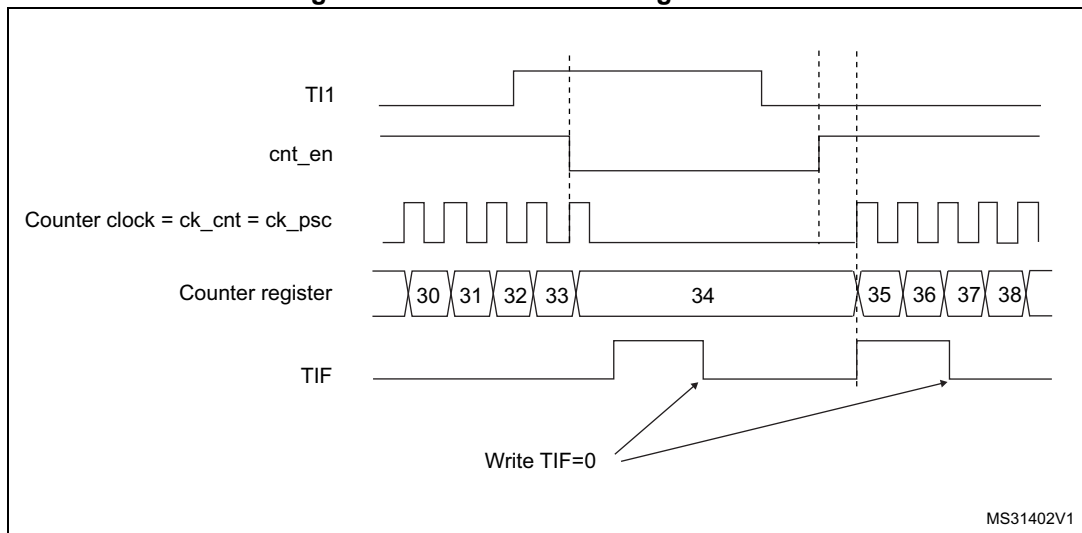 TI1
cnt_en
Counter clock = ck_cnt = ck_psc
Counter register
30 31 32 33 34 35 36 37 38
TIF
Write TIF=0
MS31402V1